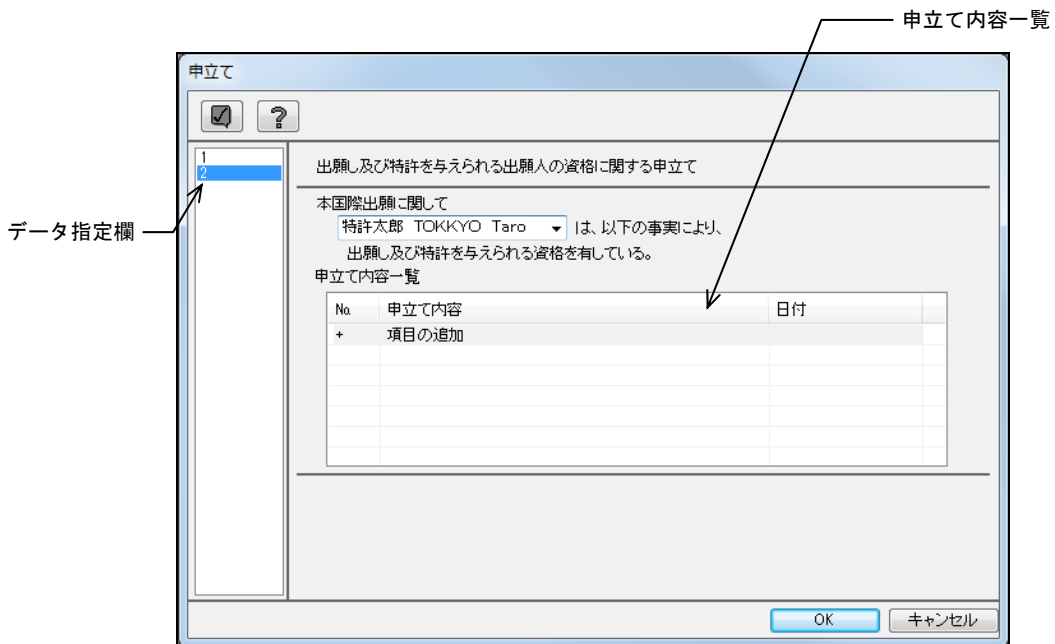 申立て内容一覧
申立て
?
1
2
データ指定欄
出願し及び特許を与えられる出願人の資格に関する申立て
本国際出願に関して
特許太郎 TOKKYO Taro は、以下の事実により、
出願し及び特許を与えられる資格を有している。
申立て内容一覧
No. 申立て内容 日付
+ 項目の追加
OK キャンセル